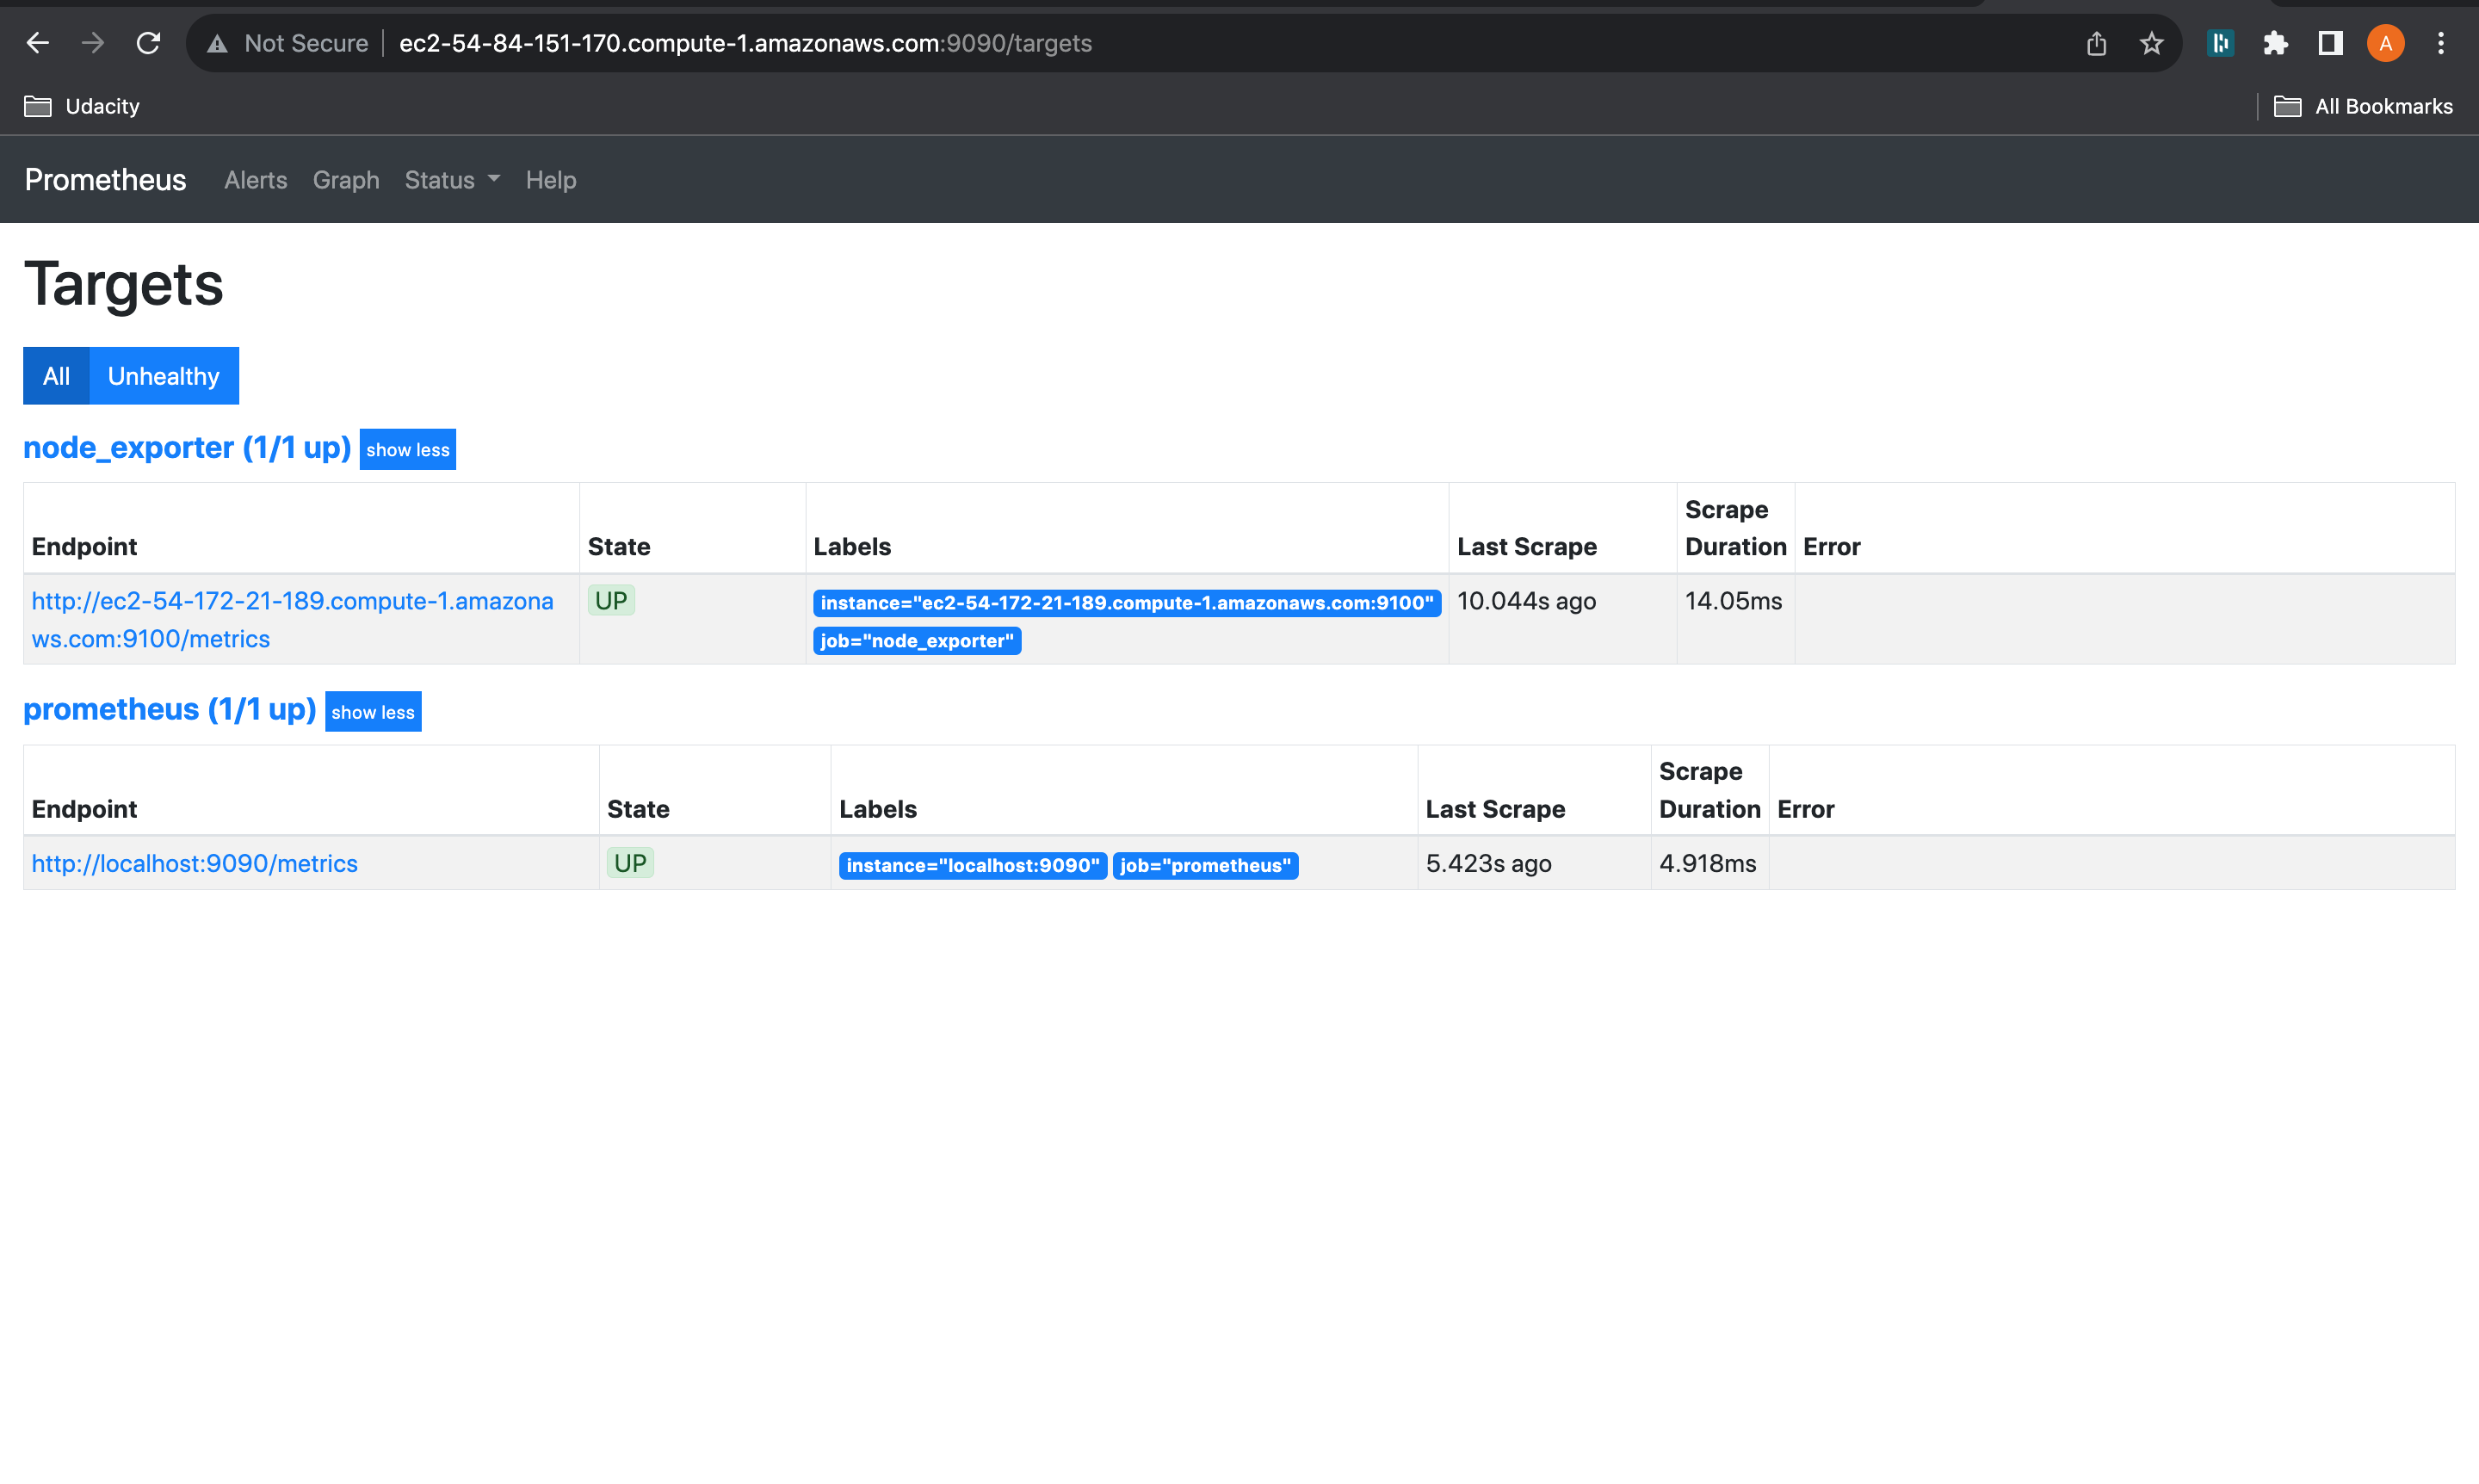 Not Secure ec2-54-84-151-170.compute-1.amazonaws.com:9090/targets A
Udacity All Bookmarks
Prometheus Alerts Graph Status Help
Targets
All Unhealthy
node_exporter (1/1 up) show less
Endpoint State Labels Last Scrape Scrape Duration Error
http://ec2-54-172-21-189.compute-1.amazona UP instance="ec2-54-172-21-189.compute-1.amazonaws.com:9100" 10.044s ago 14.05ms
ws.com:9100/metrics job="node_exporter"
prometheus (1/1 up) show less
Endpoint State Labels Last Scrape Scrape Duration Error
http://localhost:9090/metrics UP instance="localhost:9090" job="prometheus" 5.423s ago 4.918ms